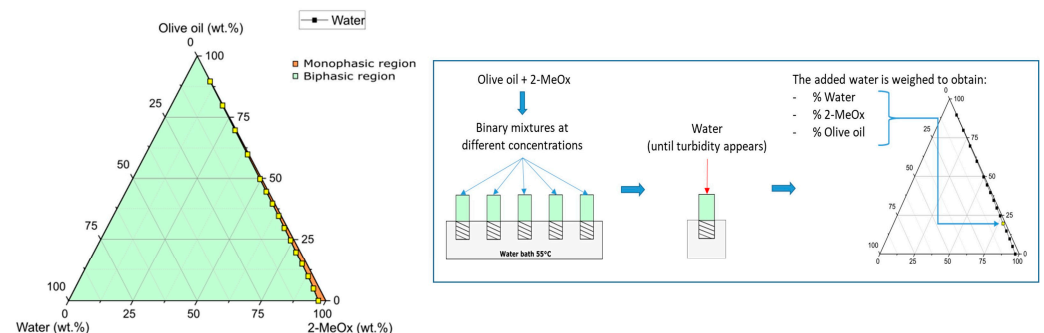 Water
Olive oil (wt.%)
0
100
Monophasic region
Biphasic region
25
75
50
50
75
25
100
0
0
25
50
75
100
Water (wt.%)
2-MeOx (wt.%)
Olive oil + 2-MeOx
Binary mixtures at
different concentrations
Water bath 55°C
Water
(until turbidity appears)
The added water is weighed to obtain:
- % Water
- % 2-MeOx
- % Olive oil
0
100
25
75
50
50
75
25
100
0
0
25
50
75
100